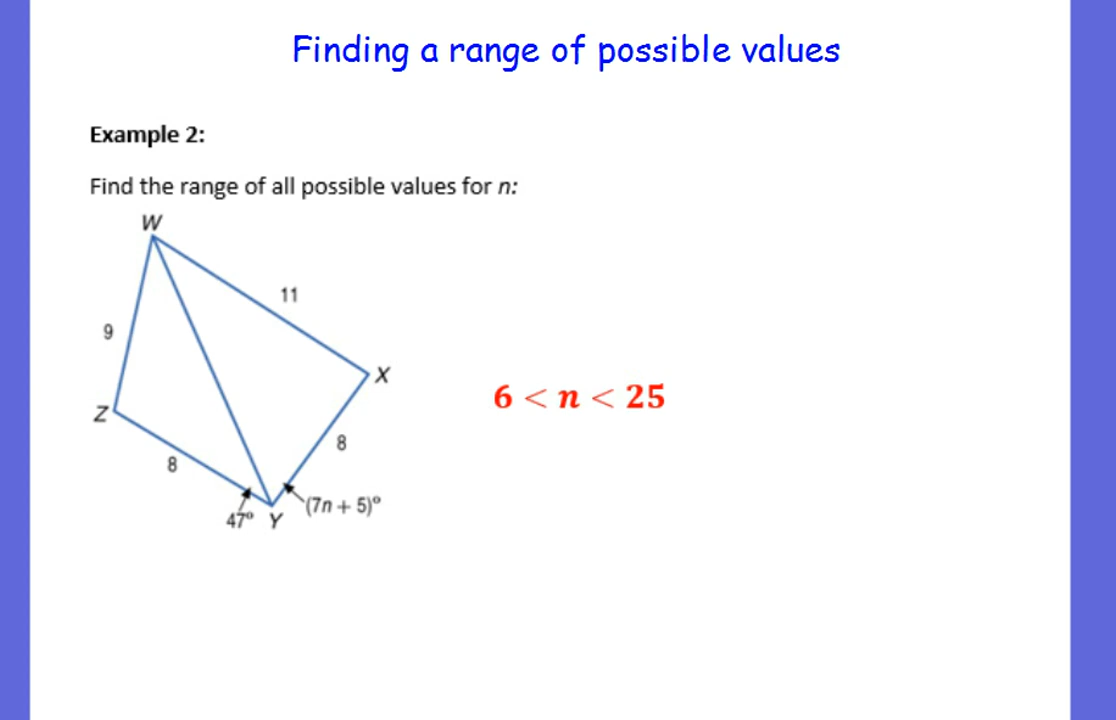 Finding a range of possible values
Example 2:
Find the range of all possible values for n:
W
11
9
X
6 < n < 25
Z
8
8
(7n + 5)º
47º Y